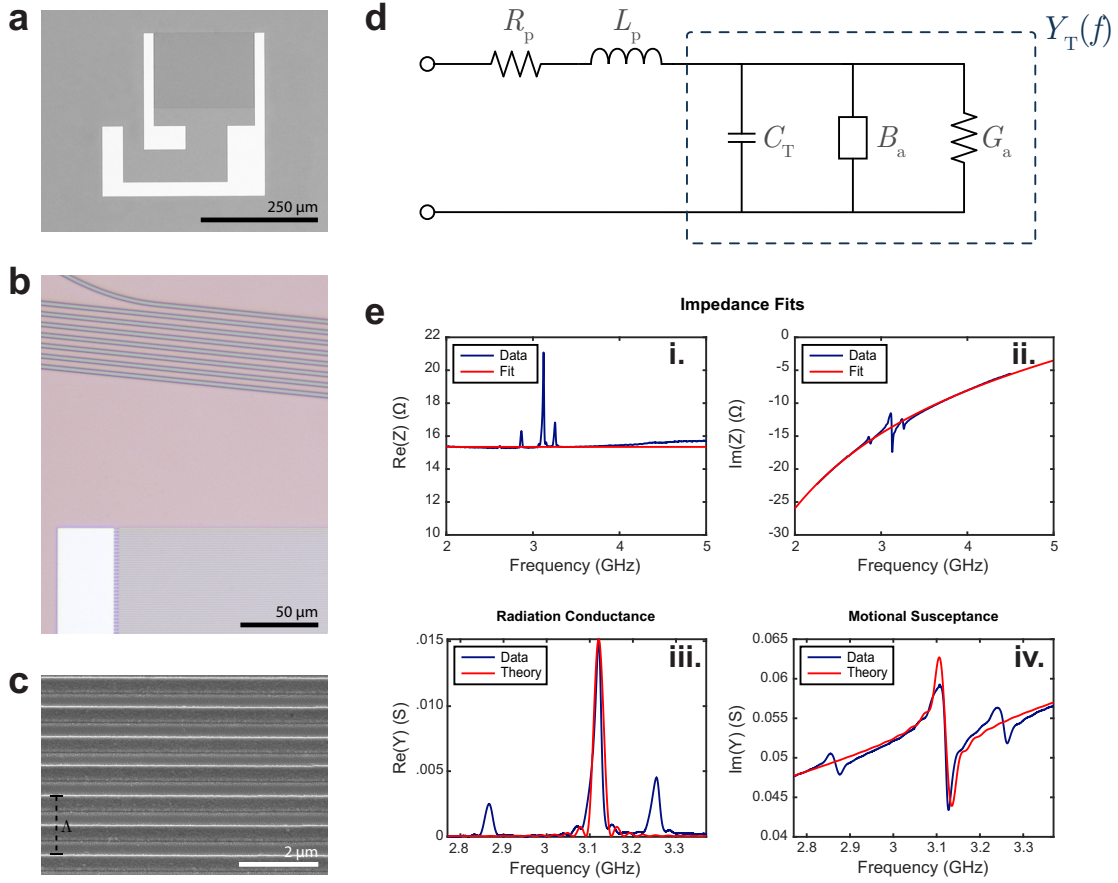 a
250 µm
b
50 µm
c
Λ
2 µm
d
R_p
L_p
Y_T(f)
C_T
B_a
G_a
e
Impedance Fits
i.
Data
Fit
Re(Z) (Ω)
22
20
18
16
14
12
10
2
3
4
5
Frequency (GHz)
ii.
Data
Fit
Im(Z) (Ω)
0
-5
-10
-15
-20
-25
-30
2
3
4
5
Frequency (GHz)
Radiation Conductance
iii.
Data
Theory
Re(Y) (S)
.015
.010
.005
0
2.8
2.9
3
3.1
3.2
3.3
Frequency (GHz)
Motional Susceptance
iv.
Data
Theory
Im(Y) (S)
0.065
0.06
0.055
0.05
0.045
0.04
2.8
2.9
3
3.1
3.2
3.3
Frequency (GHz)